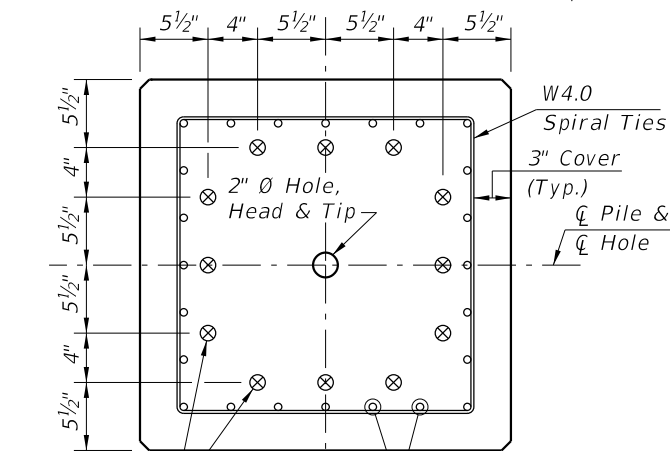 5½" 4" 5½" 5½" 4" 5½"
W4.0
Spiral Ties
3" Cover
(Typ.)
℄ Pile &
℄ Hole
2" Ø Hole,
Head & Tip
5½"
4"
5½"
5½"
4"
5½"